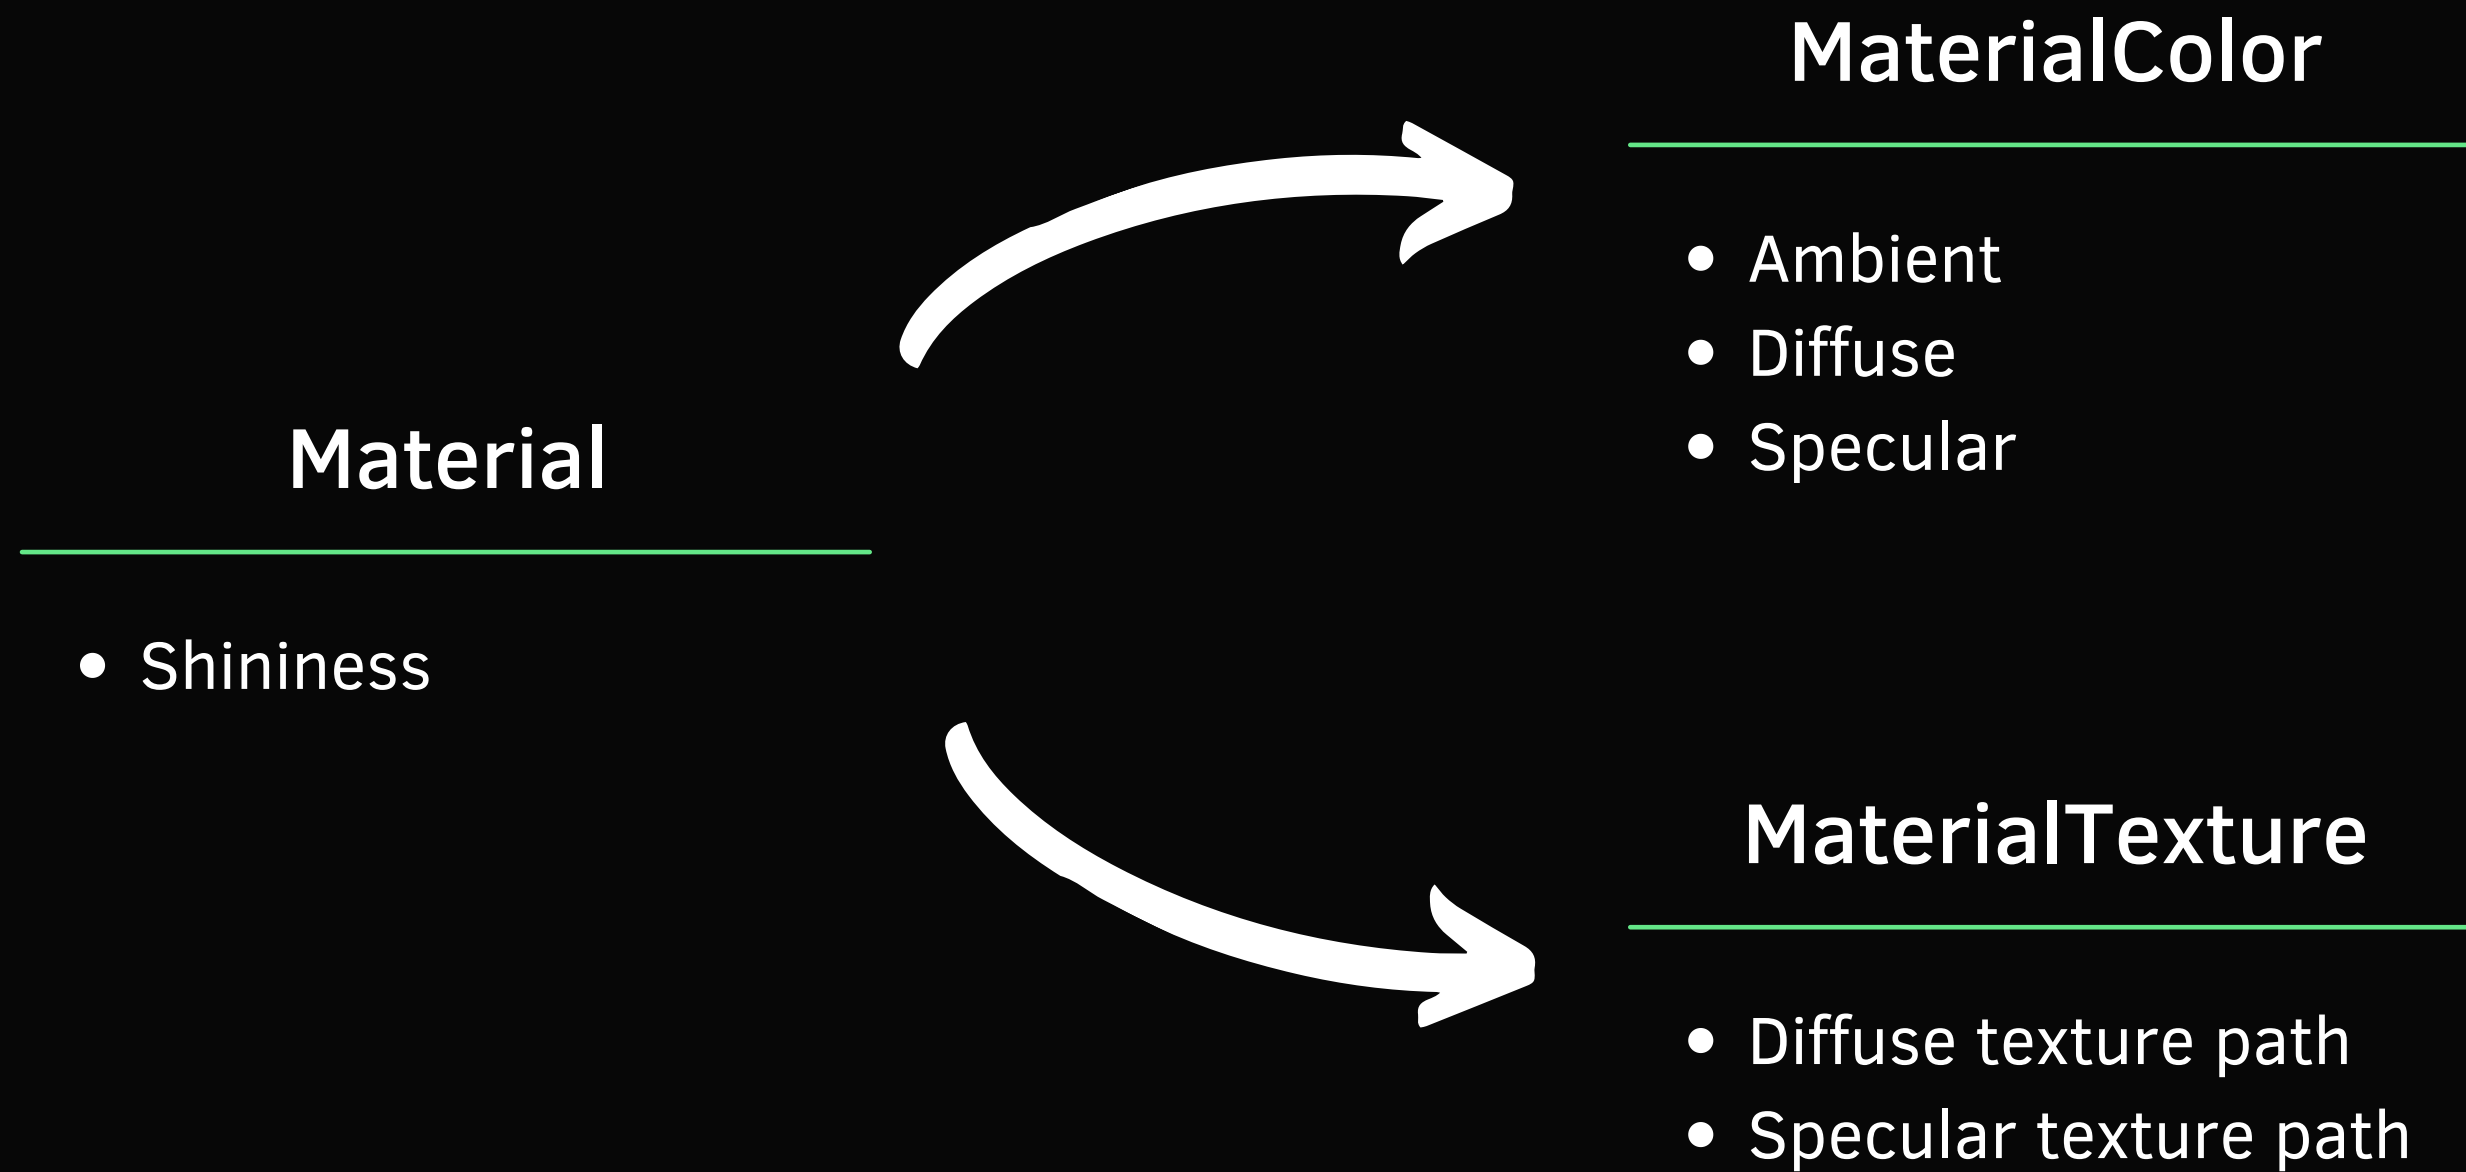 Material
• Shininess
MaterialColor
• Ambient
• Diffuse
• Specular
MaterialTexture
• Diffuse texture path
• Specular texture path